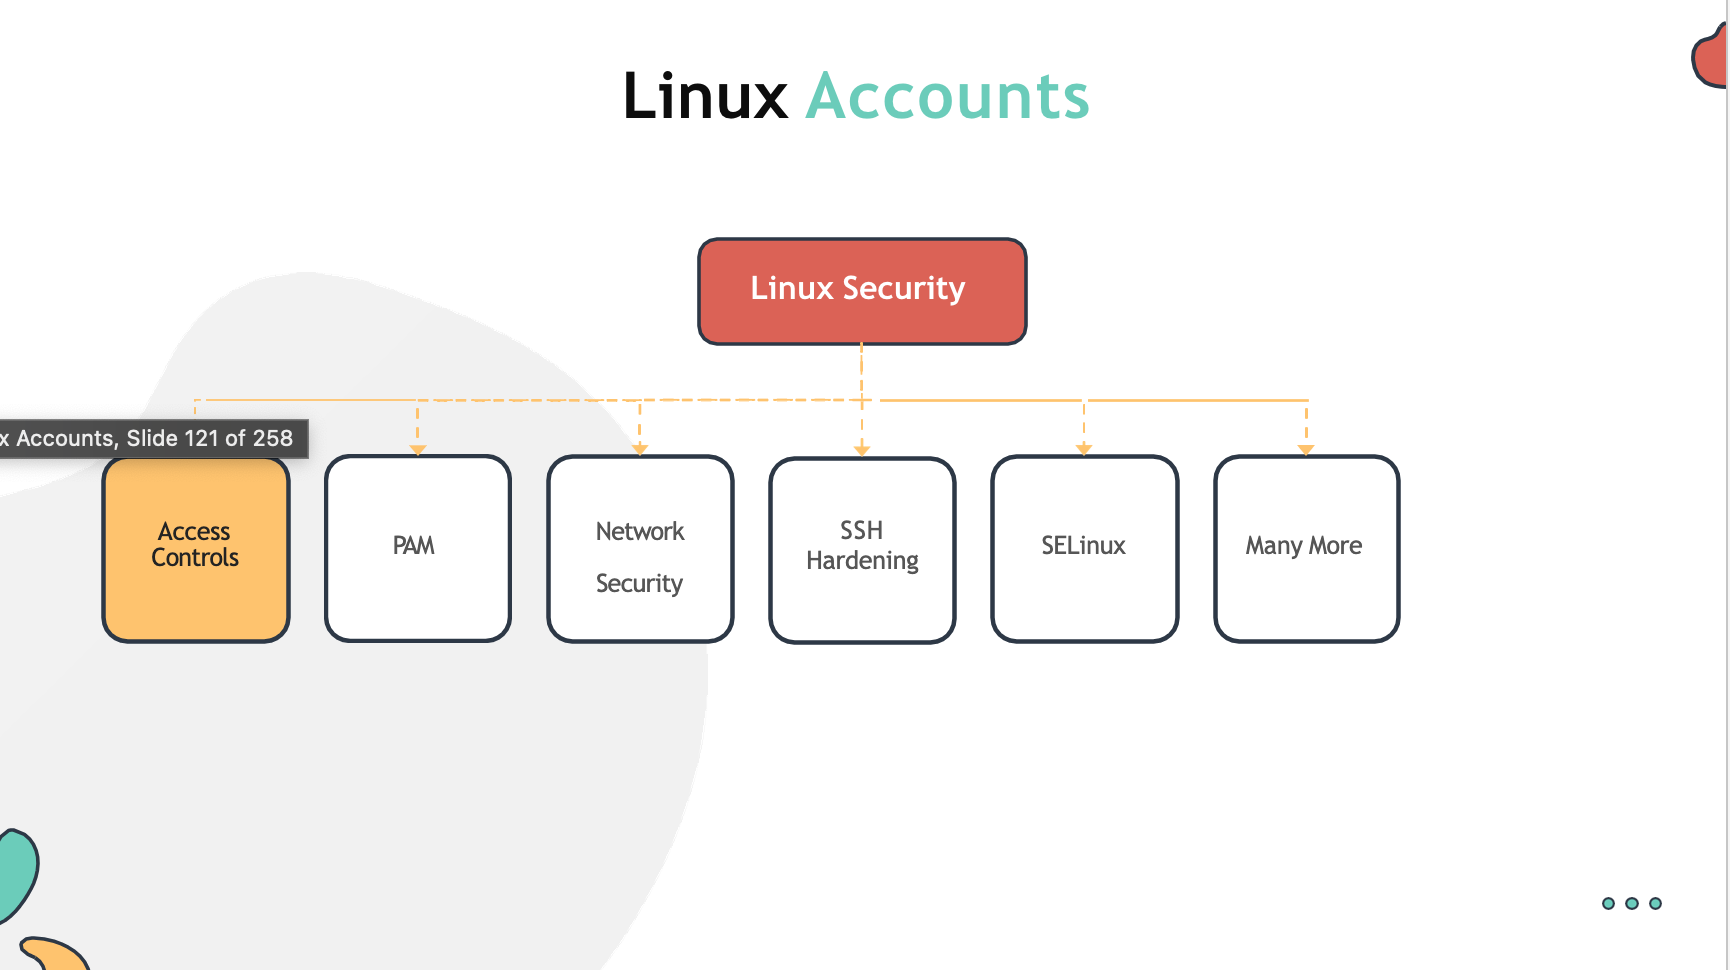 Linux Accounts
Linux Security
x Accounts, Slide 121 of 258
Access
Controls
PAM
Network
Security
SSH
Hardening
SELinux
Many More